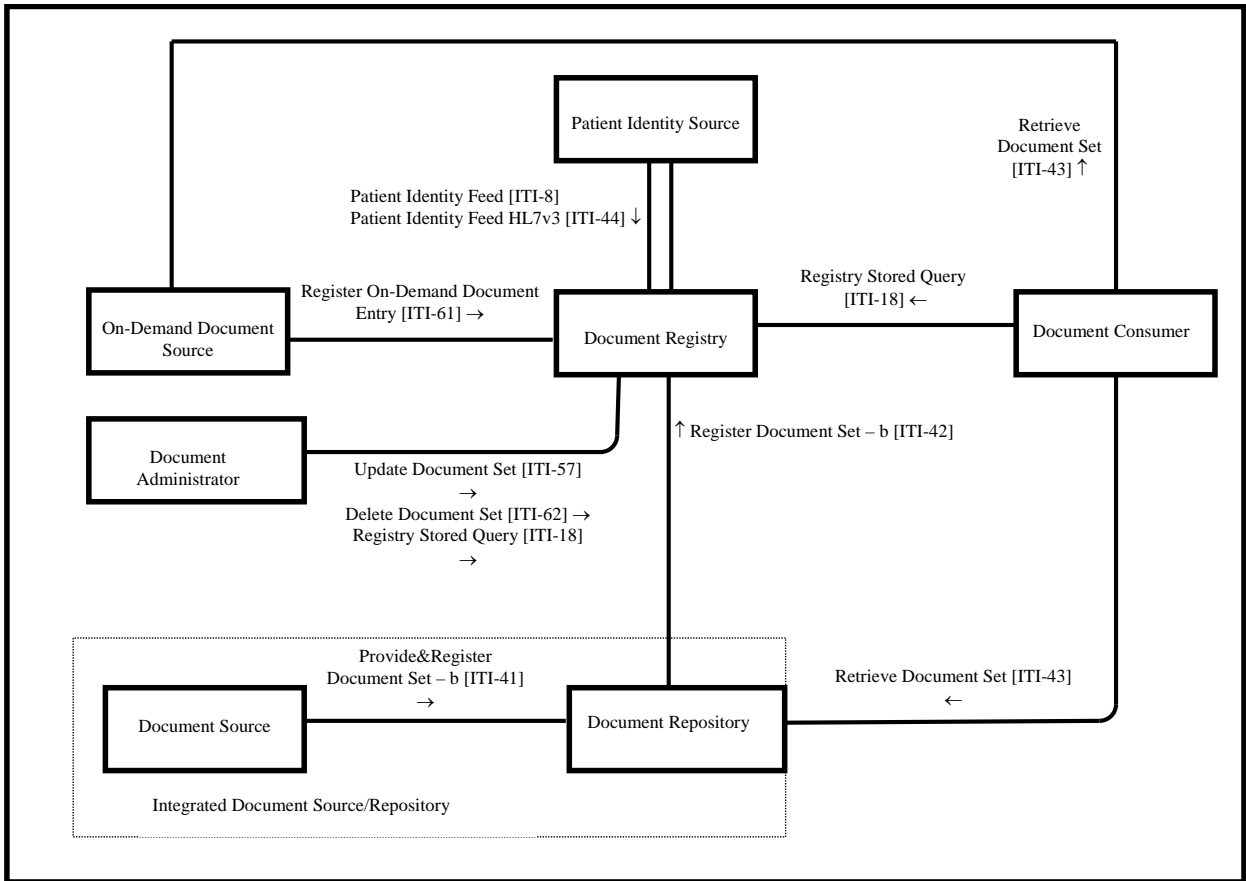 Patient Identity Source
Retrieve
Document Set
[ITI-43] ↑
Patient Identity Feed [ITI-8]
Patient Identity Feed HL7v3 [ITI-44] ↓
Register On-Demand Document
Entry [ITI-61] →
Registry Stored Query
[ITI-18] ←
On-Demand Document
Source
Document Registry
Document Consumer
↑ Register Document Set – b [ITI-42]
Document
Administrator
Update Document Set [ITI-57]
→
Delete Document Set [ITI-62] →
Registry Stored Query [ITI-18]
→
Provide&Register
Document Set – b [ITI-41]
→
Retrieve Document Set [ITI-43]
←
Document Source
Document Repository
Integrated Document Source/Repository